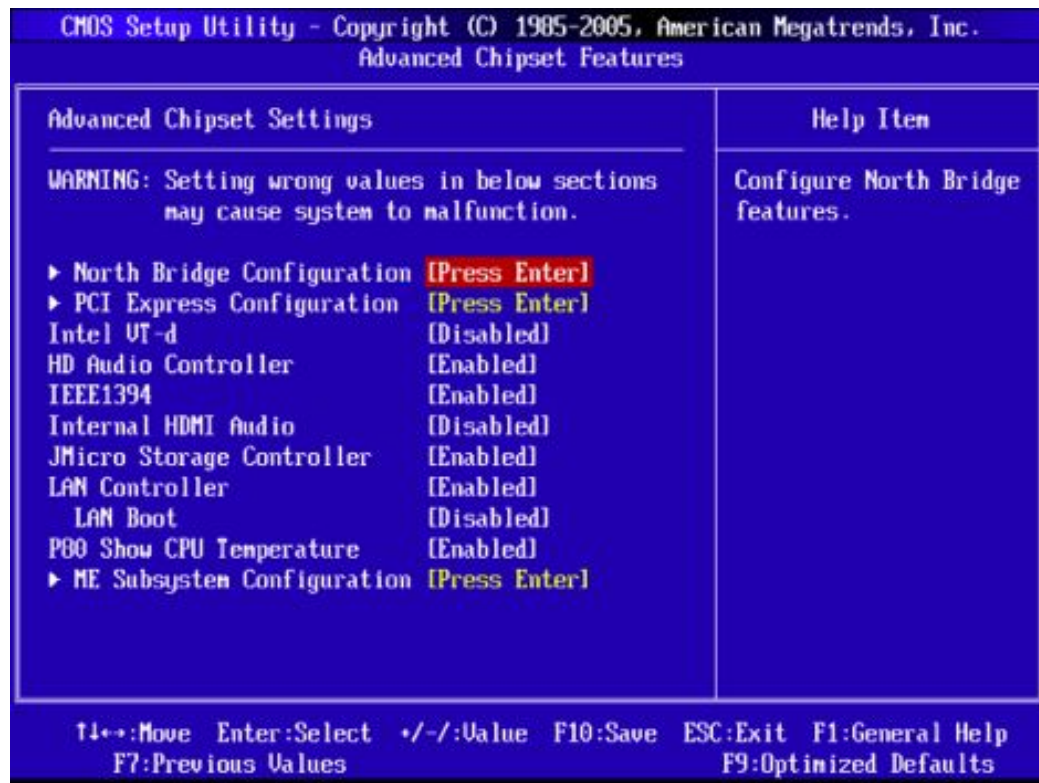 CMOS Setup Utility - Copyright (C) 1985-2005, American Megatrends, Inc.
Advanced Chipset Features
Advanced Chipset Settings
WARNING: Setting wrong values in below sections
may cause system to malfunction.
▶ North Bridge Configuration [Press Enter]
▶ PCI Express Configuration [Press Enter]
Intel VT-d [Disabled]
HD Audio Controller [Enabled]
IEEE1394 [Enabled]
Internal HDMI Audio [Disabled]
JMicro Storage Controller [Enabled]
LAN Controller [Enabled]
LAN Boot [Disabled]
P80 Show CPU Temperature [Enabled]
▶ ME Subsystem Configuration [Press Enter]
Help Item
Configure North Bridge
features.
↑↓←→:Move Enter:Select +/-/:Value F10:Save ESC:Exit F1:General Help
F7:Previous Values F9:Optimized Defaults